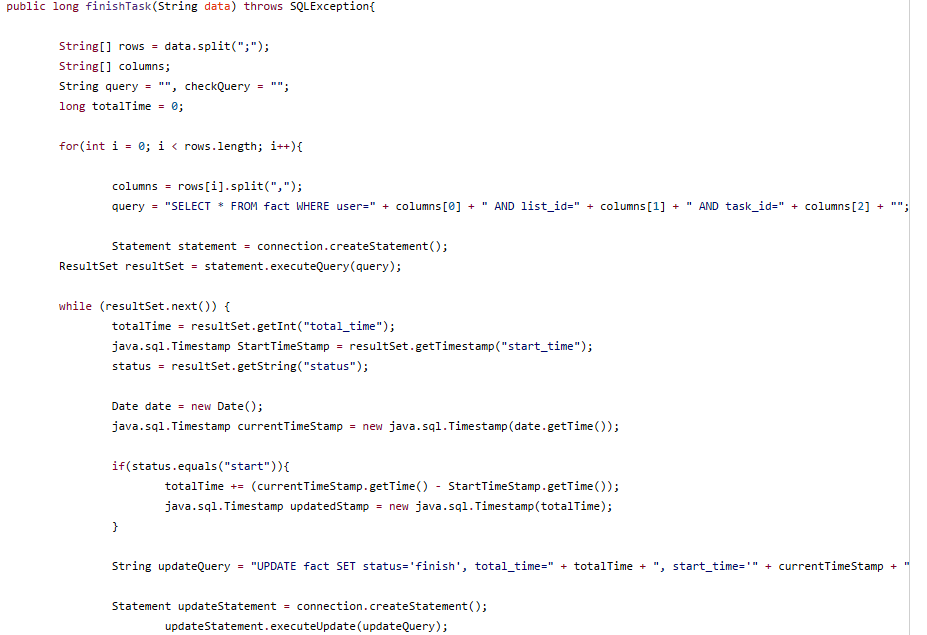 public long finishTask(String data) throws SQLException{
String[] rows = data.split(";");
String[] columns;
String query = "", checkQuery = "";
long totalTime = 0;
for(int i = 0; i < rows.length; i++){
columns = rows[i].split(",");
query = "SELECT * FROM fact WHERE user=" + columns[0] + " AND list_id=" + columns[1] + " AND task_id=" + columns[2] + "";
Statement statement = connection.createStatement();
ResultSet resultSet = statement.executeQuery(query);
while (resultSet.next()) {
totalTime = resultSet.getInt("total_time");
java.sql.Timestamp StartTimeStamp = resultSet.getTimestamp("start_time");
status = resultSet.getString("status");
Date date = new Date();
java.sql.Timestamp currentTimeStamp = new java.sql.Timestamp(date.getTime());
if(status.equals("start")){
totalTime += (currentTimeStamp.getTime() - StartTimeStamp.getTime());
java.sql.Timestamp updatedStamp = new java.sql.Timestamp(totalTime);
}
String updateQuery = "UPDATE fact SET status='finish', total_time=" + totalTime + ", start_time='" + currentTimeStamp + "
Statement updateStatement = connection.createStatement();
updateStatement.executeUpdate(updateQuery);